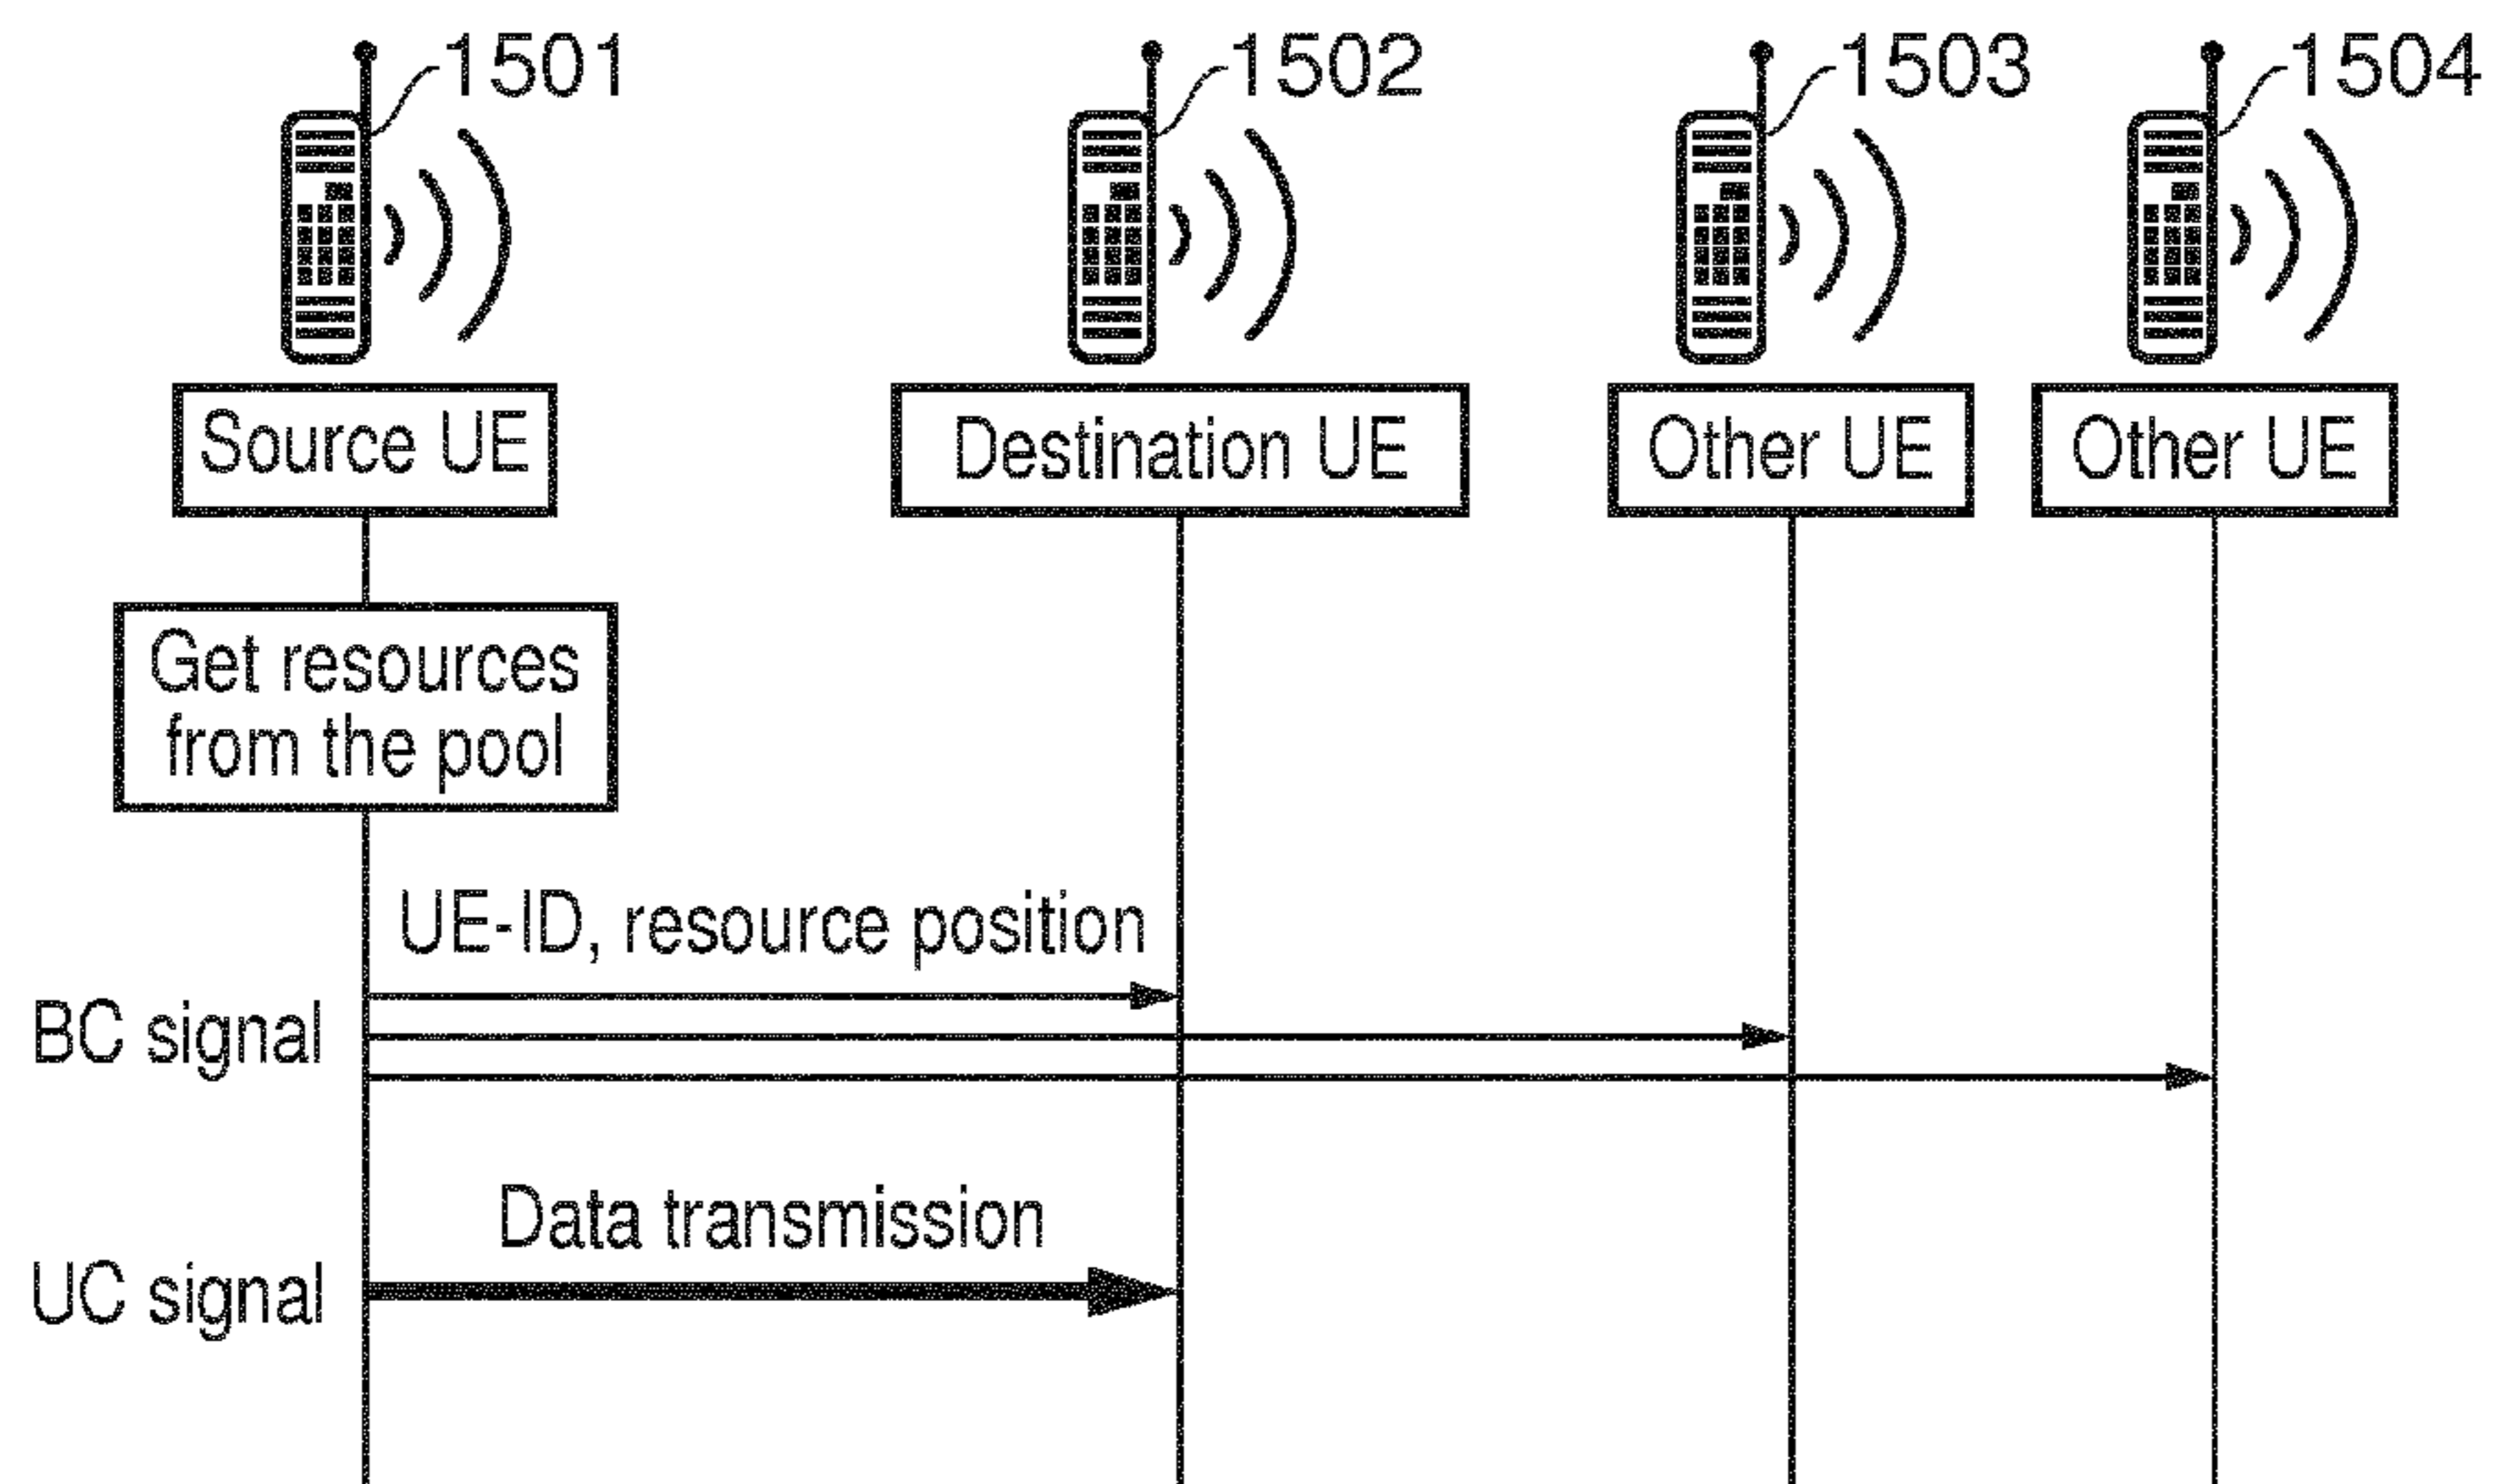 1501
1502
1503
1504
Source UE
Destination UE
Other UE
Other UE
Get resources
from the pool
UE-ID, resource position
BC signal
Data transmission
UC signal